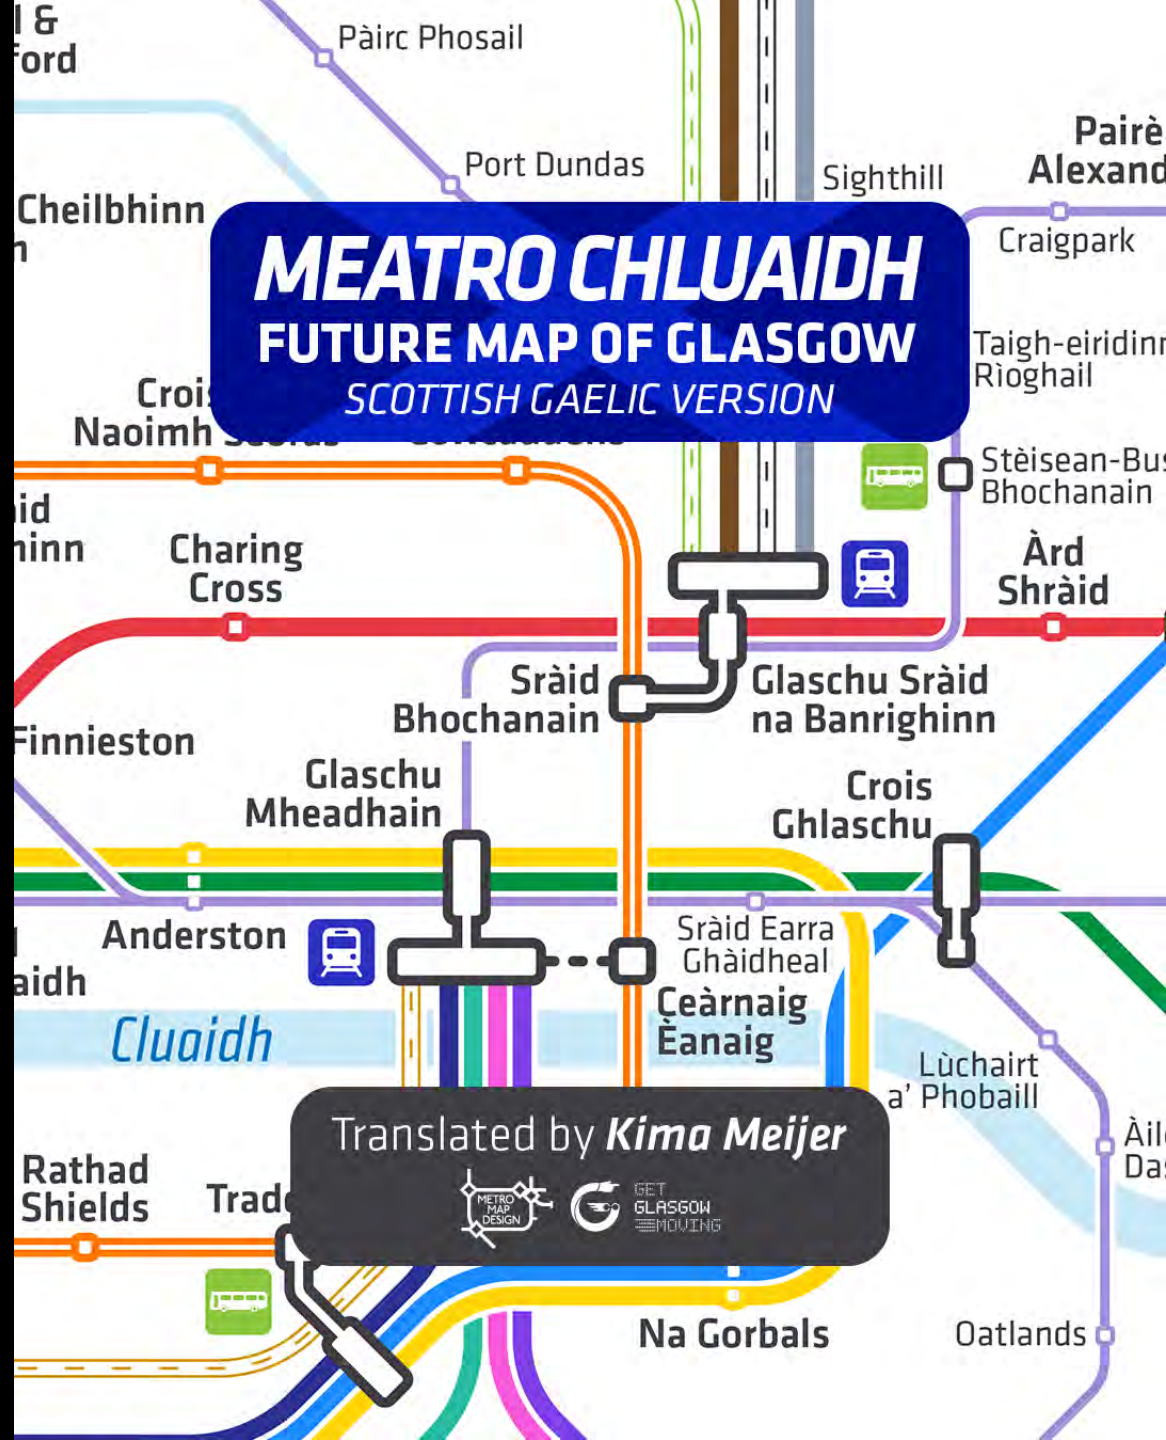 Pàirc Phosail
Port Dundas
Sighthill
Craigpark
Cheilbhinn
MEATRO CHLUAIDH
FUTURE MAP OF GLASGOW
SCOTTISH GAELIC VERSION
Rìoghail
Naoimh
Stèisean-Bus
Bhochanain
Charing
Cross
Àrd
Shràid
Sràid
Bhochanain
Glaschu Sràid
na Banrighinn
Finnieston
Glaschu
Mheadhain
Crois
Ghlaschu
Anderston
Sràid Earra
Ghàidheal
Ceàrnaig
Èanaig
Cluaidh
Lùchairt
a' Phobaill
Translated by Kima Meijer
METRO
MAP
DESIGN
GET
GLASGOW
MOVING
Rathad
Shields
Na Gorbals
Oatlands